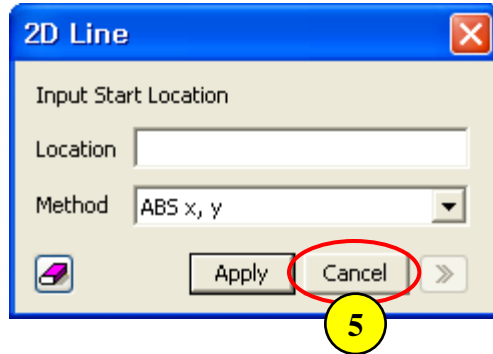 2D Line
Input Start Location
Location
Method ABS x, y
Apply Cancel
5